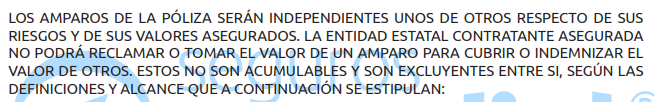 LOS AMPAROS DE LA PÓLIZA SERÁN INDEPENDIENTES UNOS DE OTROS RESPECTO DE SUS
RIESGOS Y DE SUS VALORES ASEGURADOS. LA ENTIDAD ESTATAL CONTRATANTE ASEGURADA
NO PODRÁ RECLAMAR O TOMAR EL VALOR DE UN AMPARO PARA CUBRIR O INDEMNIZAR EL
VALOR DE OTROS. ESTOS NO SON ACUMULABLES Y SON EXCLUYENTES ENTRE SI, SEGÚN LAS
DEFINICIONES Y ALCANCE QUE A CONTINUACIÓN SE ESTIPULAN:
seguros